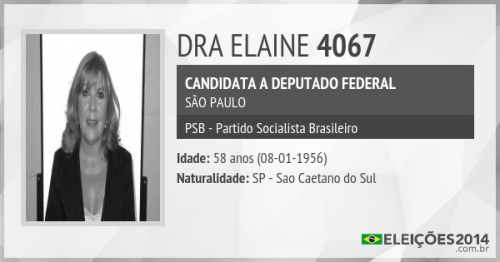 DRA ELAINE 4067
CANDIDATA A DEPUTADO FEDERAL
SÃO PAULO
PSB - Partido Socialista Brasileiro
Idade: 58 anos (08-01-1956)
Naturalidade: SP - Sao Caetano do Sul
ELEIÇÕES2014
.com.br